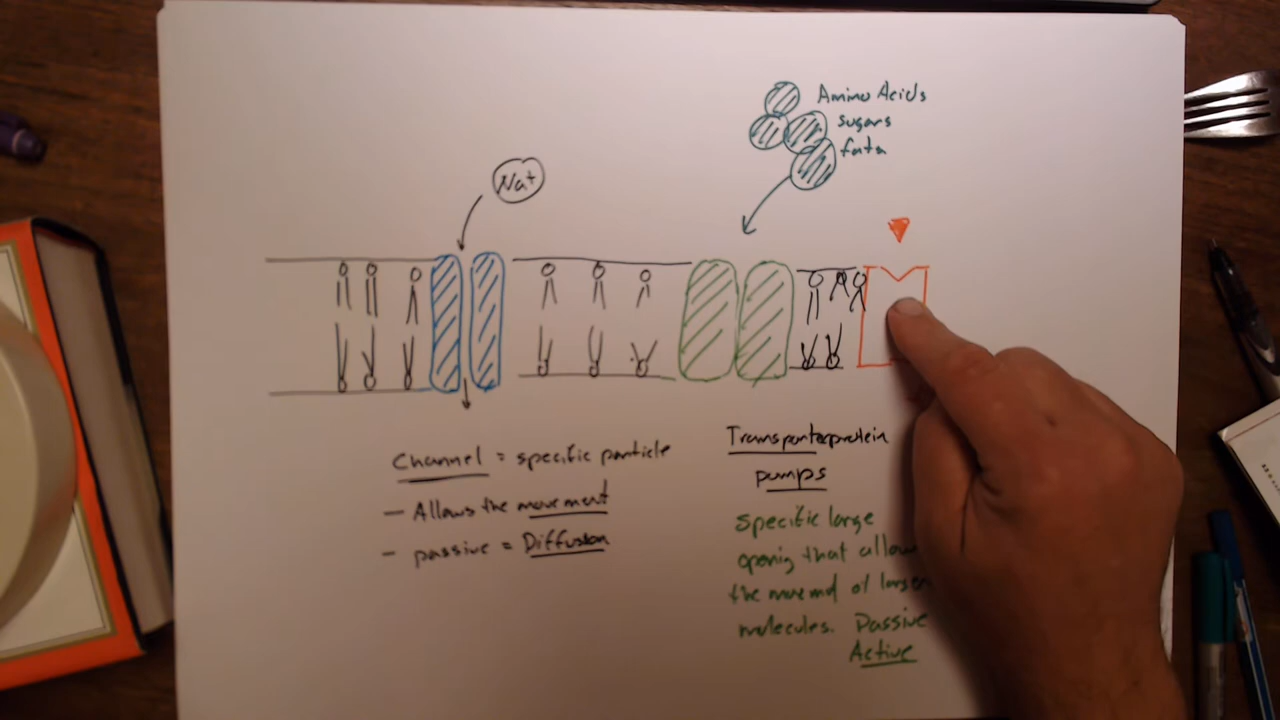 Amino Acids
sugars
fats
Na+
Channel = specific particle
— Allows the movement
- passive = Diffusion
Transporter protein
pumps
specific large
opening that allow
the movement of larger
molecules. Passive
Active